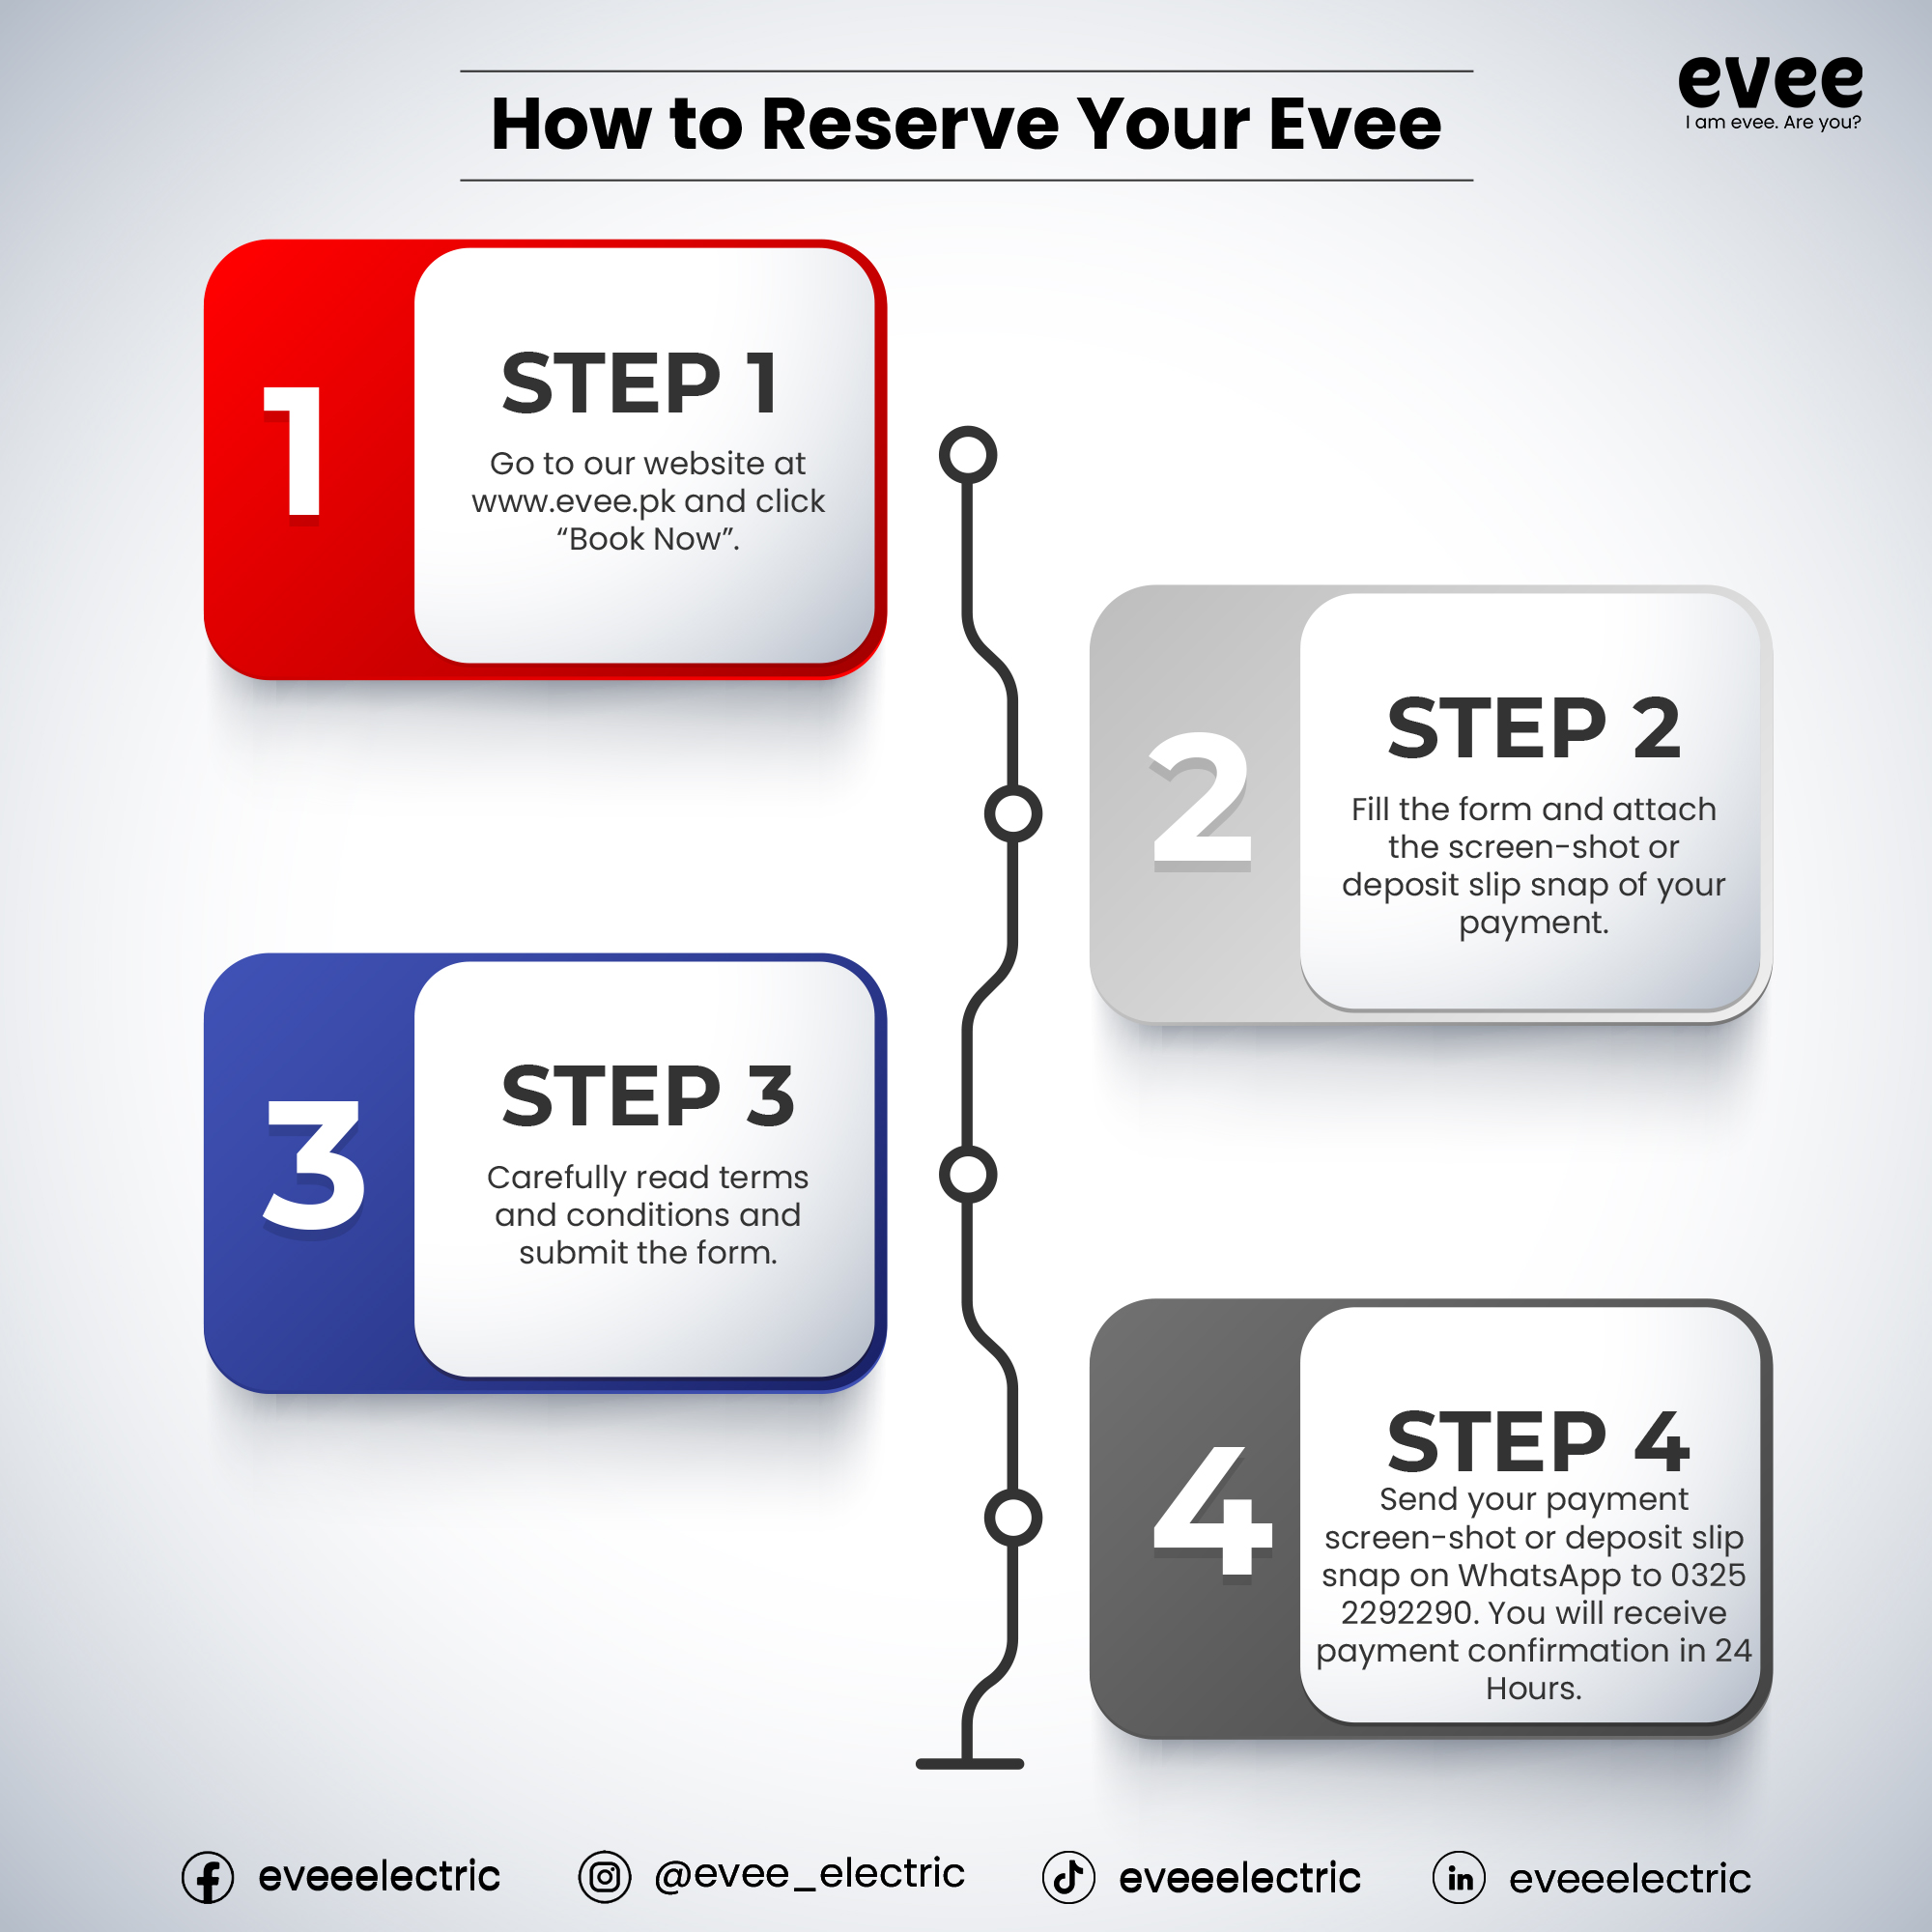 How to Reserve Your Evee
evee
I am evee. Are you?
1
STEP 1
Go to our website at
www.evee.pk and click
“Book Now”.
2
STEP 2
Fill the form and attach
the screen-shot or
deposit slip snap of your
payment.
3
STEP 3
Carefully read terms
and conditions and
submit the form.
4
STEP 4
Send your payment
screen-shot or deposit slip
snap on WhatsApp to 0325
2292290. You will receive
payment confirmation in 24
Hours.
eveeelectric
@evee_electric
eveeelectric
in
eveeelectric